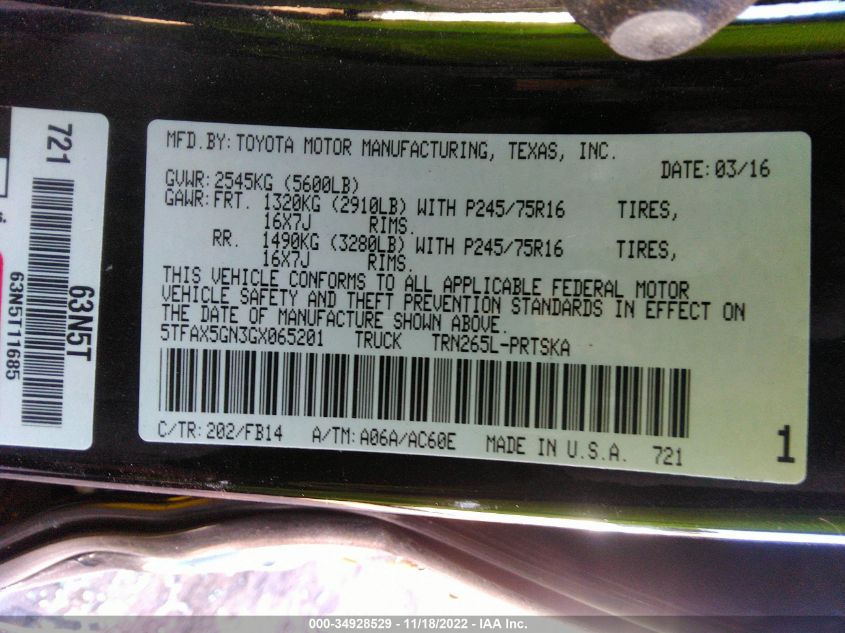 721
63N5T
63N5T11685
MFD.BY:TOYOTA MOTOR MANUFACTURING, TEXAS, INC.
DATE:03/16
GVWR:2545KG (5600LB)
GAWR:FRT. 1320KG (2910LB) WITH P245/75R16 TIRES,
16X7J RIMS.
RR. 1490KG (3280LB) WITH P245/75R16 TIRES,
16X7J RIMS.
THIS VEHICLE CONFORMS TO ALL APPLICABLE FEDERAL MOTOR
VEHICLE SAFETY AND THEFT PREVENTION STANDARDS IN EFFECT ON
THE DATE OF MANUFACTURE SHOWN ABOVE.
5TFAX5GN3GX065201 TRUCK TRN265L-PRTSKA
C/TR:202/FB14 A/TM:A06A/AC60E MADE IN U.S.A. 721
1
000-34928529 - 11/18/2022 - IAA Inc.